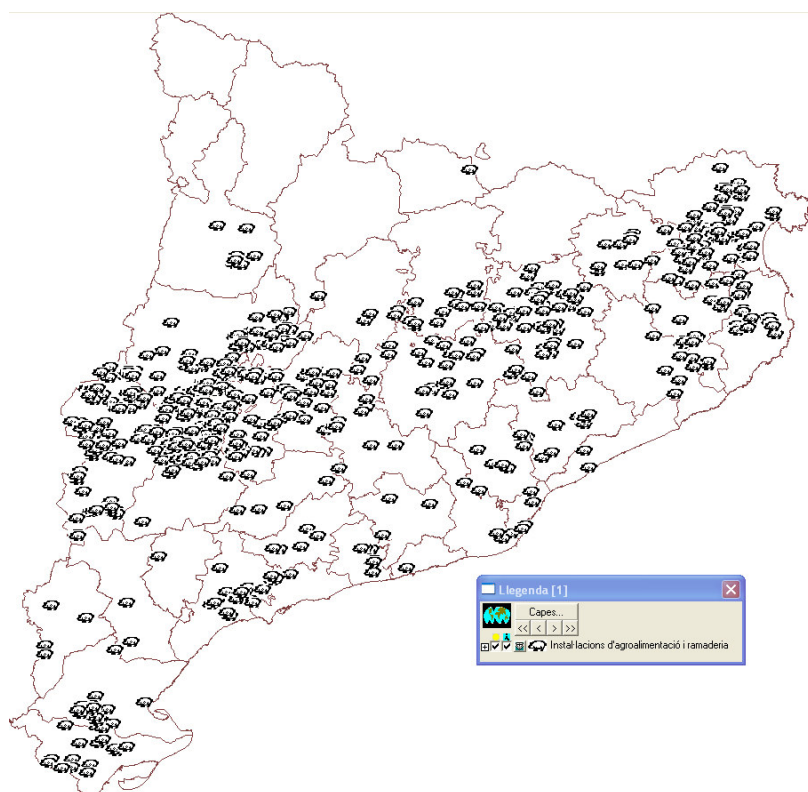 Llegenda [1]
Capes...
<< < > >>
Instal·lacions d'agroalimentació i ramaderia